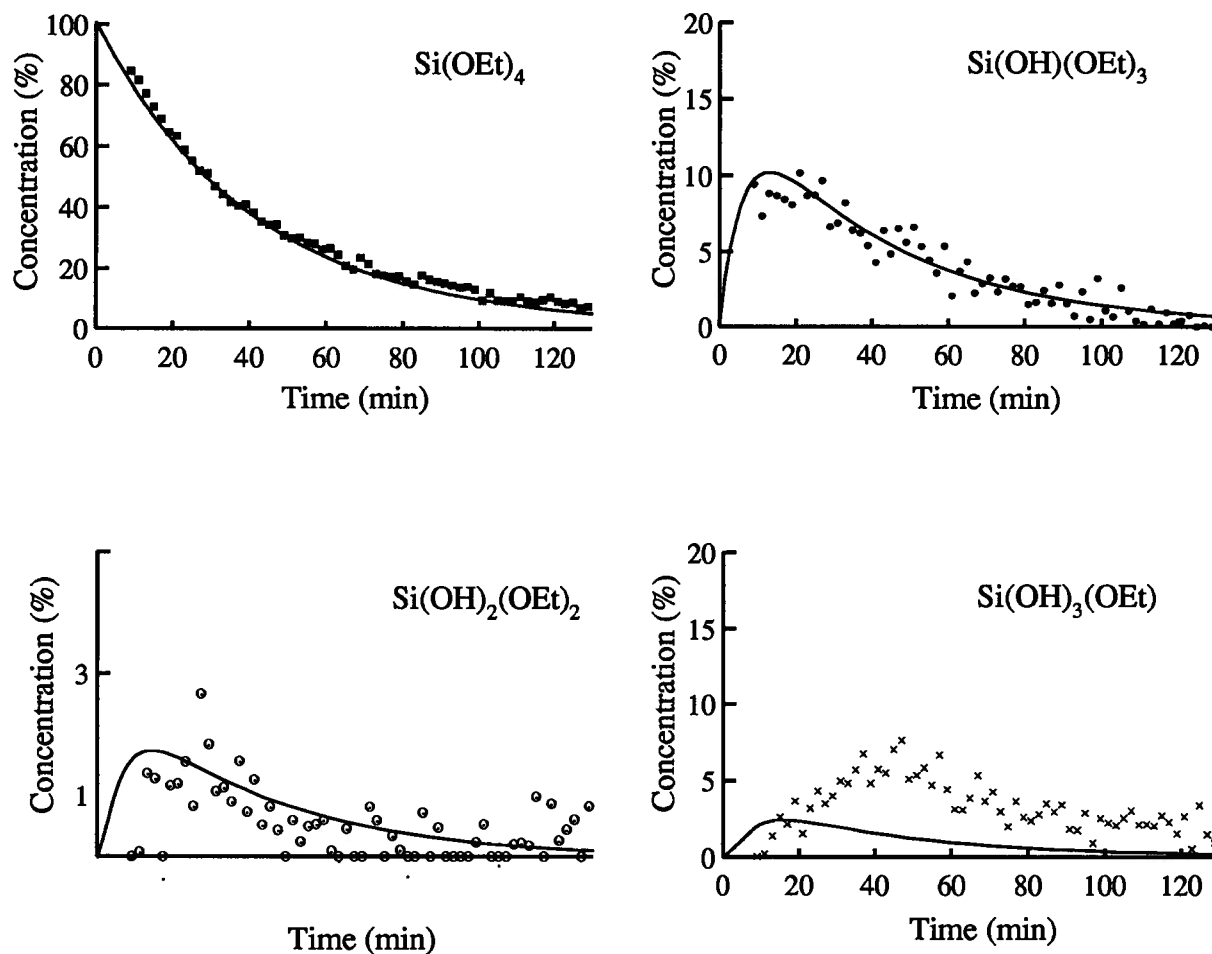 100
80
60
40
20
0
Concentration (%)
Si(OEt)4
0 20 40 60 80 100 120
Time (min)
20
15
10
5
0
Concentration (%)
Si(OH)(OEt)3
0 20 40 60 80 100 120
Time (min)
3
1
Concentration (%)
Si(OH)2(OEt)2
Time (min)
20
15
10
5
0
Concentration (%)
Si(OH)3(OEt)
0 20 40 60 80 100 120
Time (min)